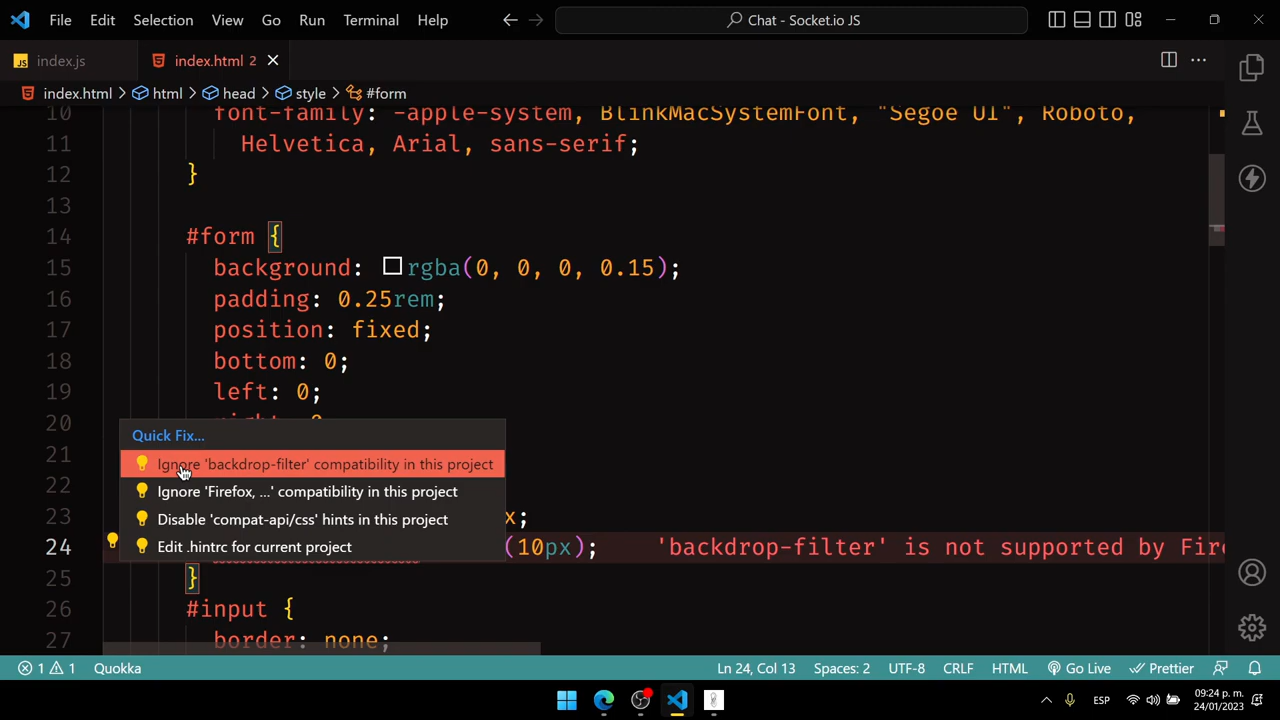 File Edit Selection View Go Run Terminal Help
Chat - Socket.io JS
JS index.js
index.html 2
index.html > html > head > style > #form
10 font-family: -apple-system, BlinkMacSystemFont, "Segoe UI", Roboto,
11 Helvetica, Arial, sans-serif;
12 }
13
14 #form {
15 background: rgba(0, 0, 0, 0.15);
16 padding: 0.25rem;
17 position: fixed;
18 bottom: 0;
19 left: 0;
20
Quick Fix...
21
Ignore 'backdrop-filter' compatibility in this project
22
Ignore 'Firefox, ...' compatibility in this project
23 x;
Disable 'compat-api/css' hints in this project
24 (10px); 'backdrop-filter' is not supported by
Edit .hintrc for current project
25 }
26 #input {
27 border: none;
1 1 Quokka Ln 24, Col 13 Spaces: 2 UTF-8 CRLF HTML Go Live Prettier
ESP 09:24 p. m.
24/01/2023